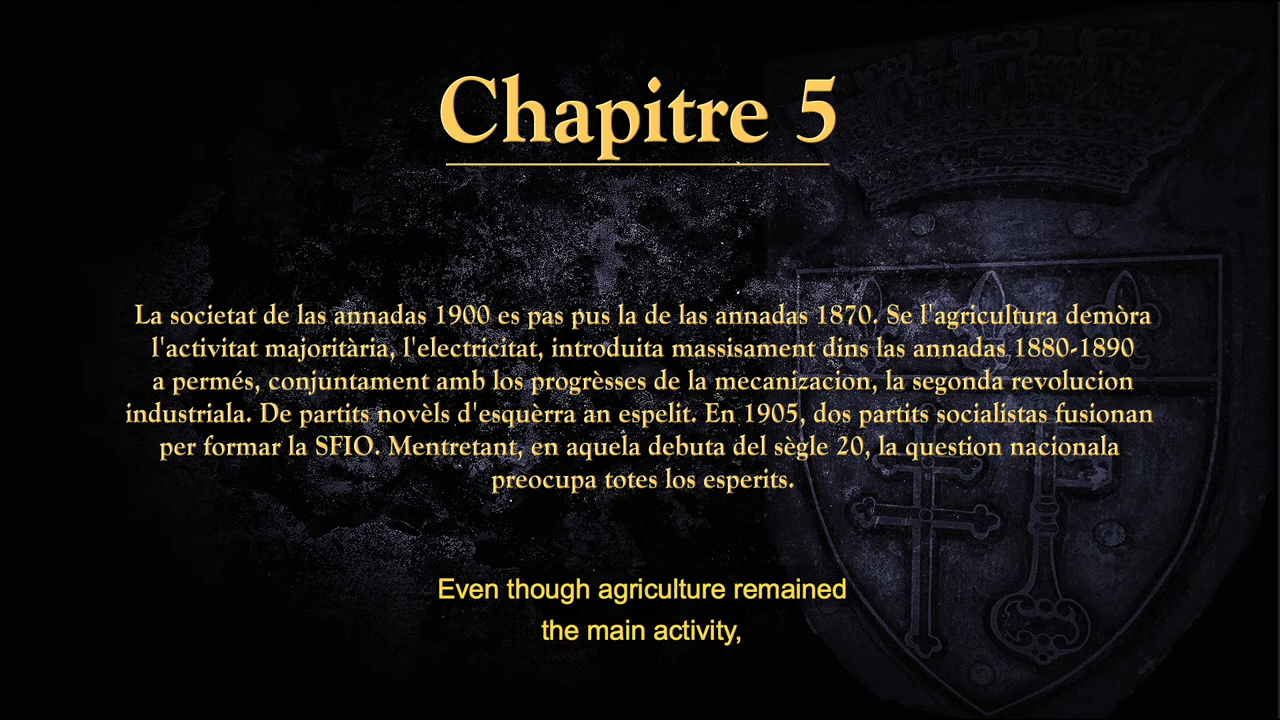 Chapitre 5
La societat de las annadas 1900 es pas pus la de las annadas 1870. Se l'agricultura demòra
l'activitat majoritària, l'electricitat, introduita massisament dins las annadas 1880-1890
a permés, conjuntament amb los progrèsses de la mecanizacion, la segonda revolucion
industriala. De partits novèls d'esquèrra an espelit. En 1905, dos partits socialistas fusionan
per formar la SFIO. Mentretant, en aquela debuta del sègle 20, la question nacionala
preocupa totes los esperits.
Even though agriculture remained
the main activity,